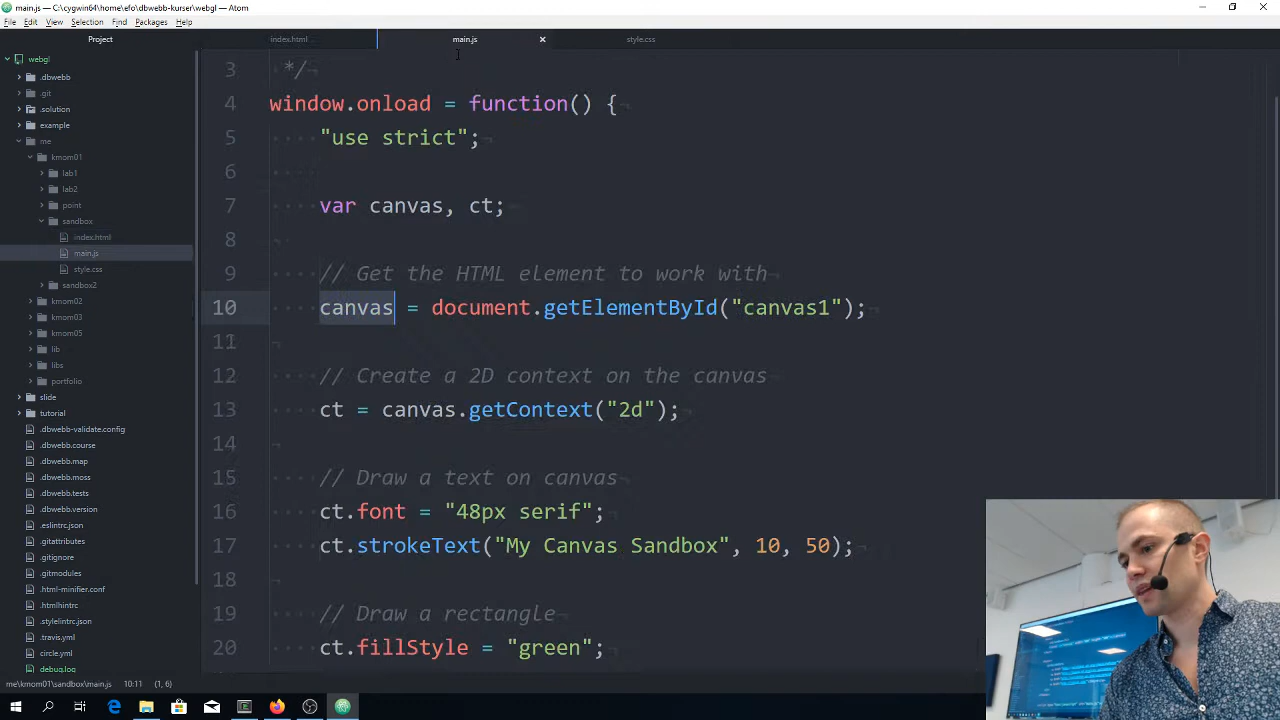 main.js — C:\cygwin64\home\efo\dbwebb-kurser\webgl — Atom
File Edit View Selection Find Packages Help
Project
index.html
main.js
style.css
webgl
.dbwebb
.git
.solution
example
me
kmom01
lab1
lab2
point
sandbox
index.html
main.js
style.css
sandbox2
kmom02
kmom03
kmom05
lib
libs
portfolio
slide
tutorial
.dbwebb-validate.config
.dbwebb.course
.dbwebb.map
.dbwebb.moss
.dbwebb.tests
.dbwebb.version
.eslintrc.json
.gitattributes
.gitignore
.gitmodules
.html-minifier.conf
.htmlhintrc
.stylelintrc.json
.travis.yml
circle.yml
debug.log
3 */
4 window.onload = function() {
5 "use strict";
6
7 var canvas, ct;
8
9 // Get the HTML element to work with
10 canvas = document.getElementById("canvas1");
11
12 // Create a 2D context on the canvas
13 ct = canvas.getContext("2d");
14
15 // Draw a text on canvas
16 ct.font = "48px serif";
17 ct.strokeText("My Canvas Sandbox", 10, 50);
18
19 // Draw a rectangle
20 ct.fillStyle = "green";
me\kmom01\sandbox\main.js 10:11 (1, 6)